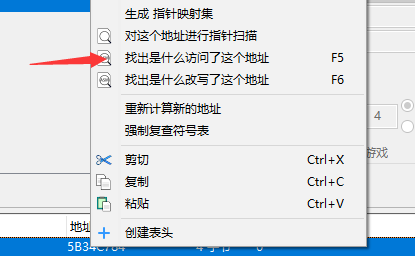 生成 指针映射集
对这个地址进行指针扫描
找出是什么访问了这个地址 F5
找出是什么改写了这个地址 F6
重新计算新的地址
4
强制复查符号表
游戏
剪切 Ctrl+X
复制 Ctrl+C
粘贴 Ctrl+V
地址
创建表头
5B34C784 4 字节 0